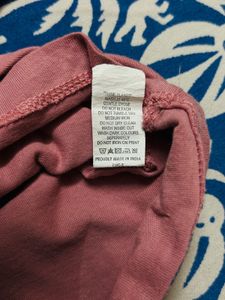 GENTLE CYCLE
DO NOT BLEACH
DO NOT TUMBLE DRY
MEDIUM IRON
DO NOT DRY CLEAN
WASH INSIDE OUT
WASH DARK COLOURS
SEPARATELY
DO NOT IRON ON PRINT
PROUDLY MADE IN INDIA